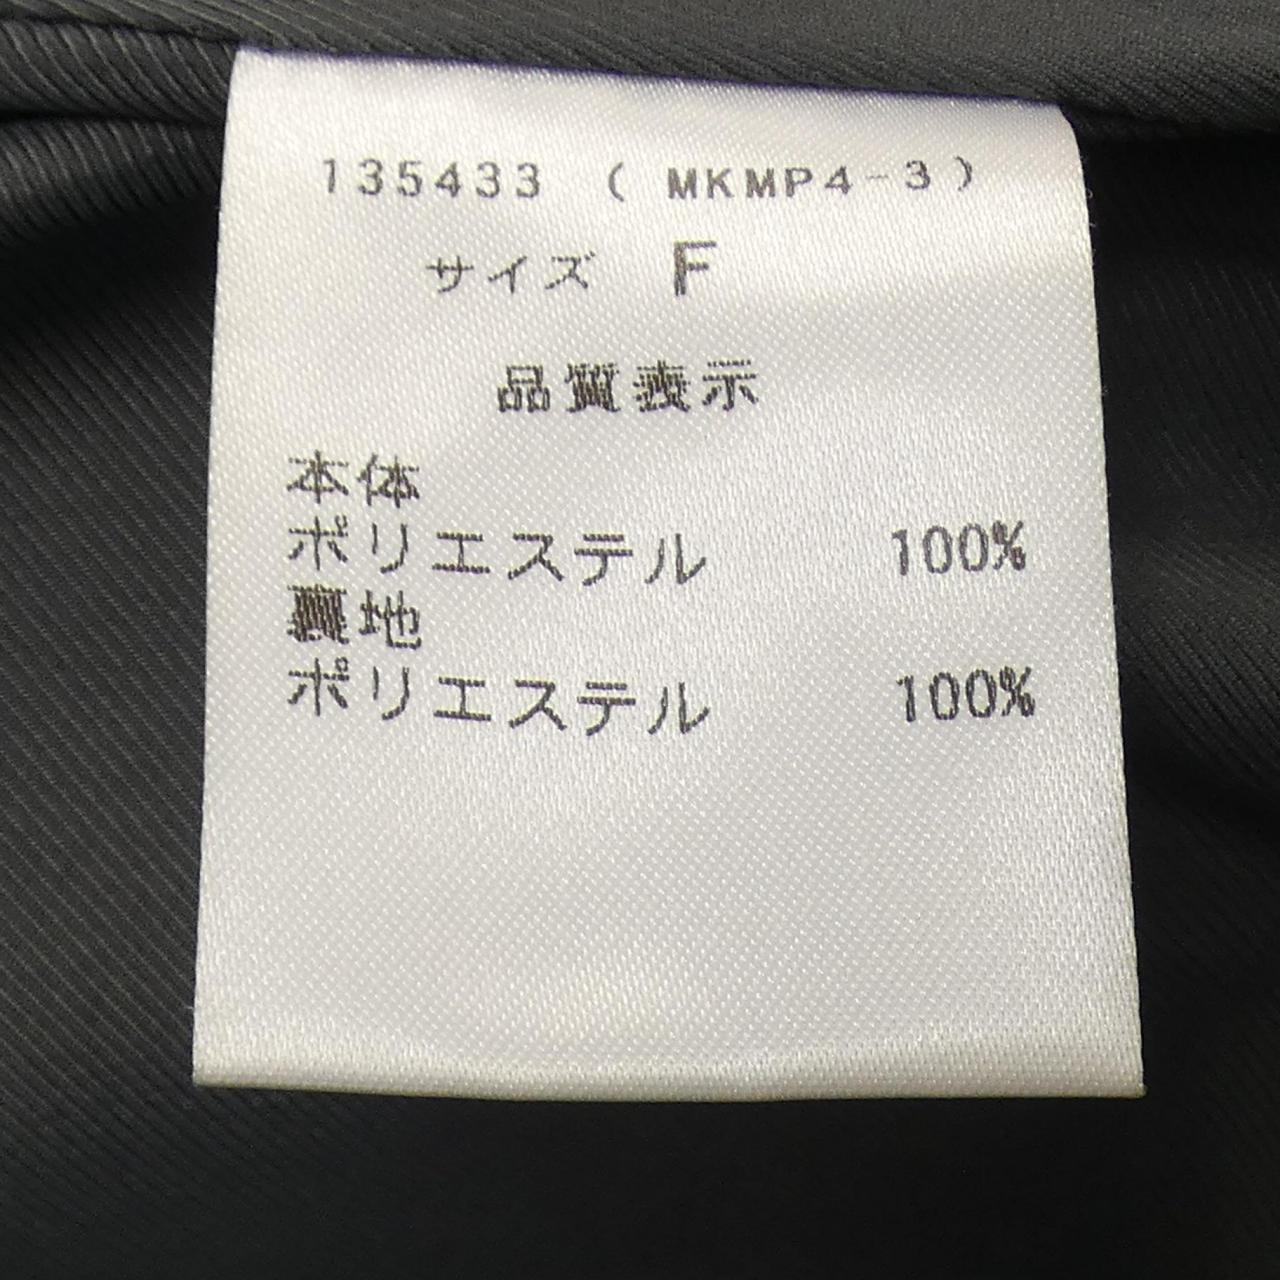 135433 ( MKMP4-3)
サイズ F
品質表示
本体
ポリエステル 100%
裏地
ポリエステル 100%